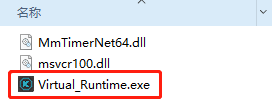 名称
MmTimerNet64.dll
msvcr100.dll
Virtual_Runtime.exe